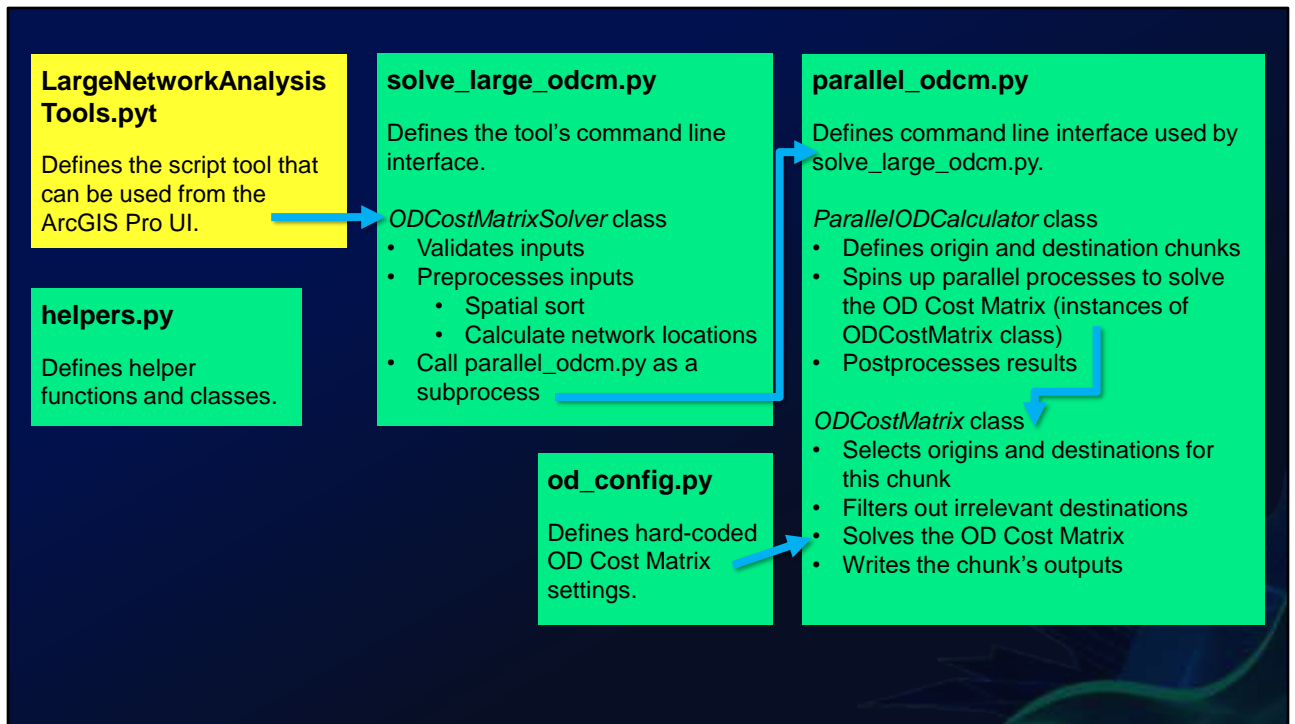 LargeNetworkAnalysis
Tools.pyt
Defines the script tool that
can be used from the
ArcGIS Pro UI.
helpers.py
Defines helper
functions and classes.
solve_large_odcm.py
Defines the tool's command line
interface.
ODCostMatrixSolver class
• Validates inputs
• Preprocesses inputs
• Spatial sort
• Calculate network locations
• Call parallel_odcm.py as a
subprocess
od_config.py
Defines hard-coded
OD Cost Matrix
settings.
parallel_odcm.py
Defines command line interface used by
solve_large_odcm.py.
ParallelODCalculator class
• Defines origin and destination chunks
• Spins up parallel processes to solve
the OD Cost Matrix (instances of
ODCostMatrix class)
• Postprocesses results
ODCostMatrix class
• Selects origins and destinations for
this chunk
• Filters out irrelevant destinations
• Solves the OD Cost Matrix
• Writes the chunk's outputs